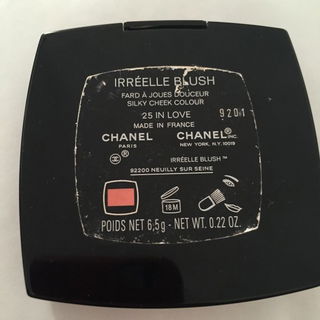 IRRÉELLE BLUSH
FARD À JOUES DOUCEUR
SILKY CHEEK COLOUR
25 IN LOVE
9201
MADE IN FRANCE
CHANEL CHANEL® INC.
PARIS NEW YORK, N.Y. 10019
IRRÉELLE BLUSH™
92200 NEUILLY SUR SEINE
18M
POIDS NET 6,5g - NET WT. 0.22 OZ.